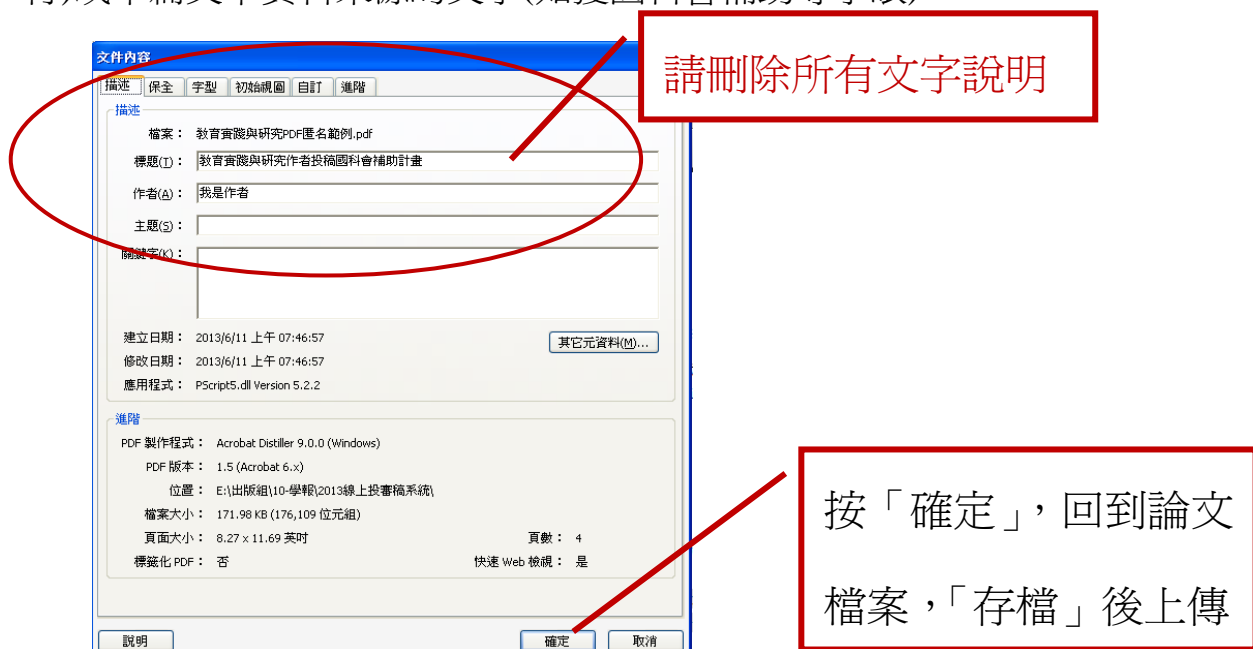 請刪除所有文字說明
文件內容
描述 保全 字型 初始視圖 自訂 進階
描述
檔案： 教育實踐與研究PDF匿名範例.pdf
標題(T)： 教育實踐與研究作者投稿國科會補助計畫
作者(A)： 我是作者
主題(S)：
關鍵字(K)：
建立日期： 2013/6/11 上午 07:46:57
其它元資料(M)...
修改日期： 2013/6/11 上午 07:46:57
應用程式： PScript5.dll Version 5.2.2
進階
PDF 製作程式： Acrobat Distiller 9.0.0 (Windows)
PDF 版本： 1.5 (Acrobat 6.x)
位置： E:\出版組\10-學報\2013線上投審稿系統\
檔案大小： 171.98 KB (176,109 位元組)
頁面大小： 8.27 x 11.69 英吋 頁數： 4
標籤化 PDF： 否 快速 Web 檢視： 是
說明 確定 取消
按「確定」，回到論文
檔案，「存檔」後上傳